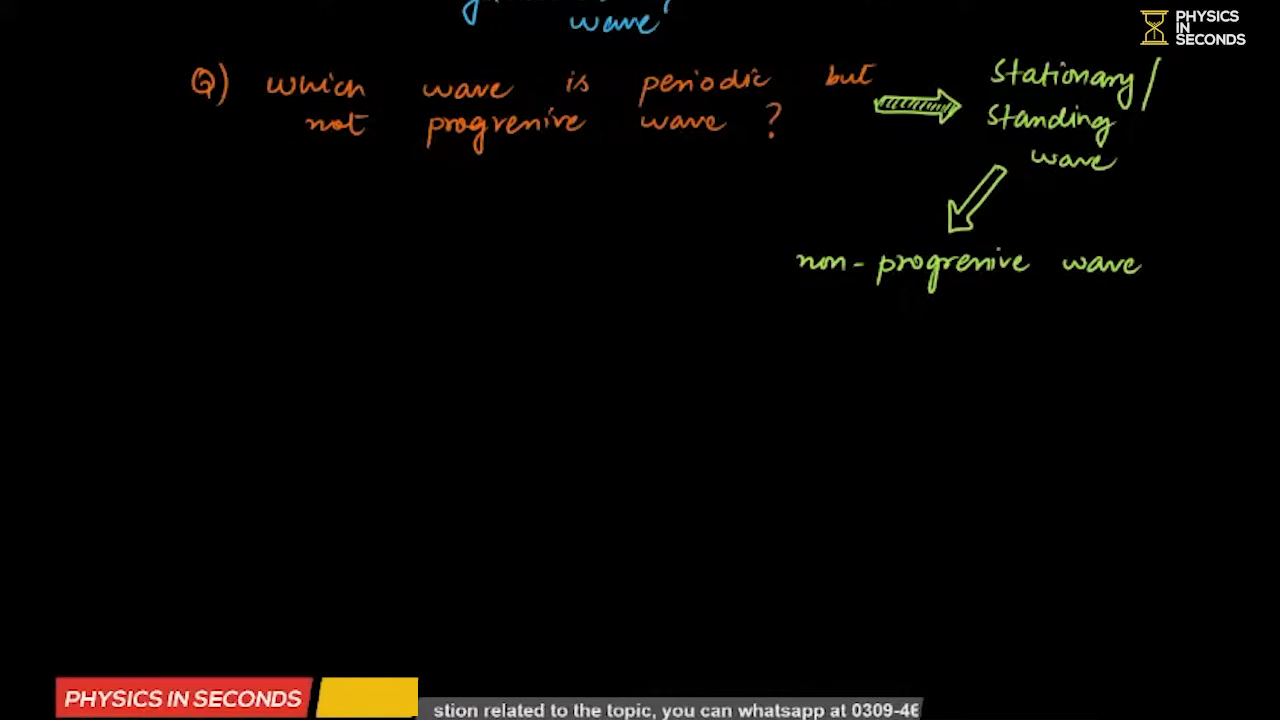 wave
PHYSICS
IN
SECONDS
Q) which wave is periodic but
not progressive wave ?
Stationary/
Standing
wave
non-progressive wave
PHYSICS IN SECONDS
stion related to the topic, you can whatsapp at 0309-46